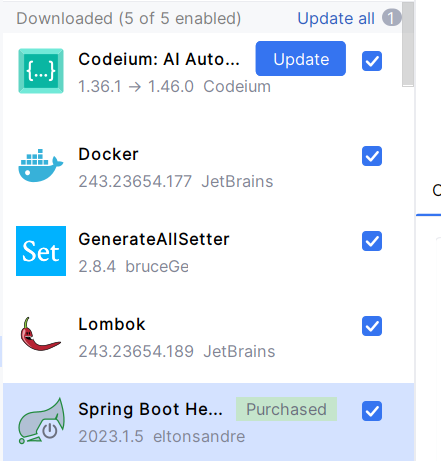 Downloaded (5 of 5 enabled) Update all 1
{...} Codeium: AI Auto... Update
1.36.1 → 1.46.0 Codeium
Docker
243.23654.177 JetBrains
Set GenerateAllSetter
2.8.4 bruceGe
Lombok
243.23654.189 JetBrains
Spring Boot He... Purchased
2023.1.5 eltonsandre